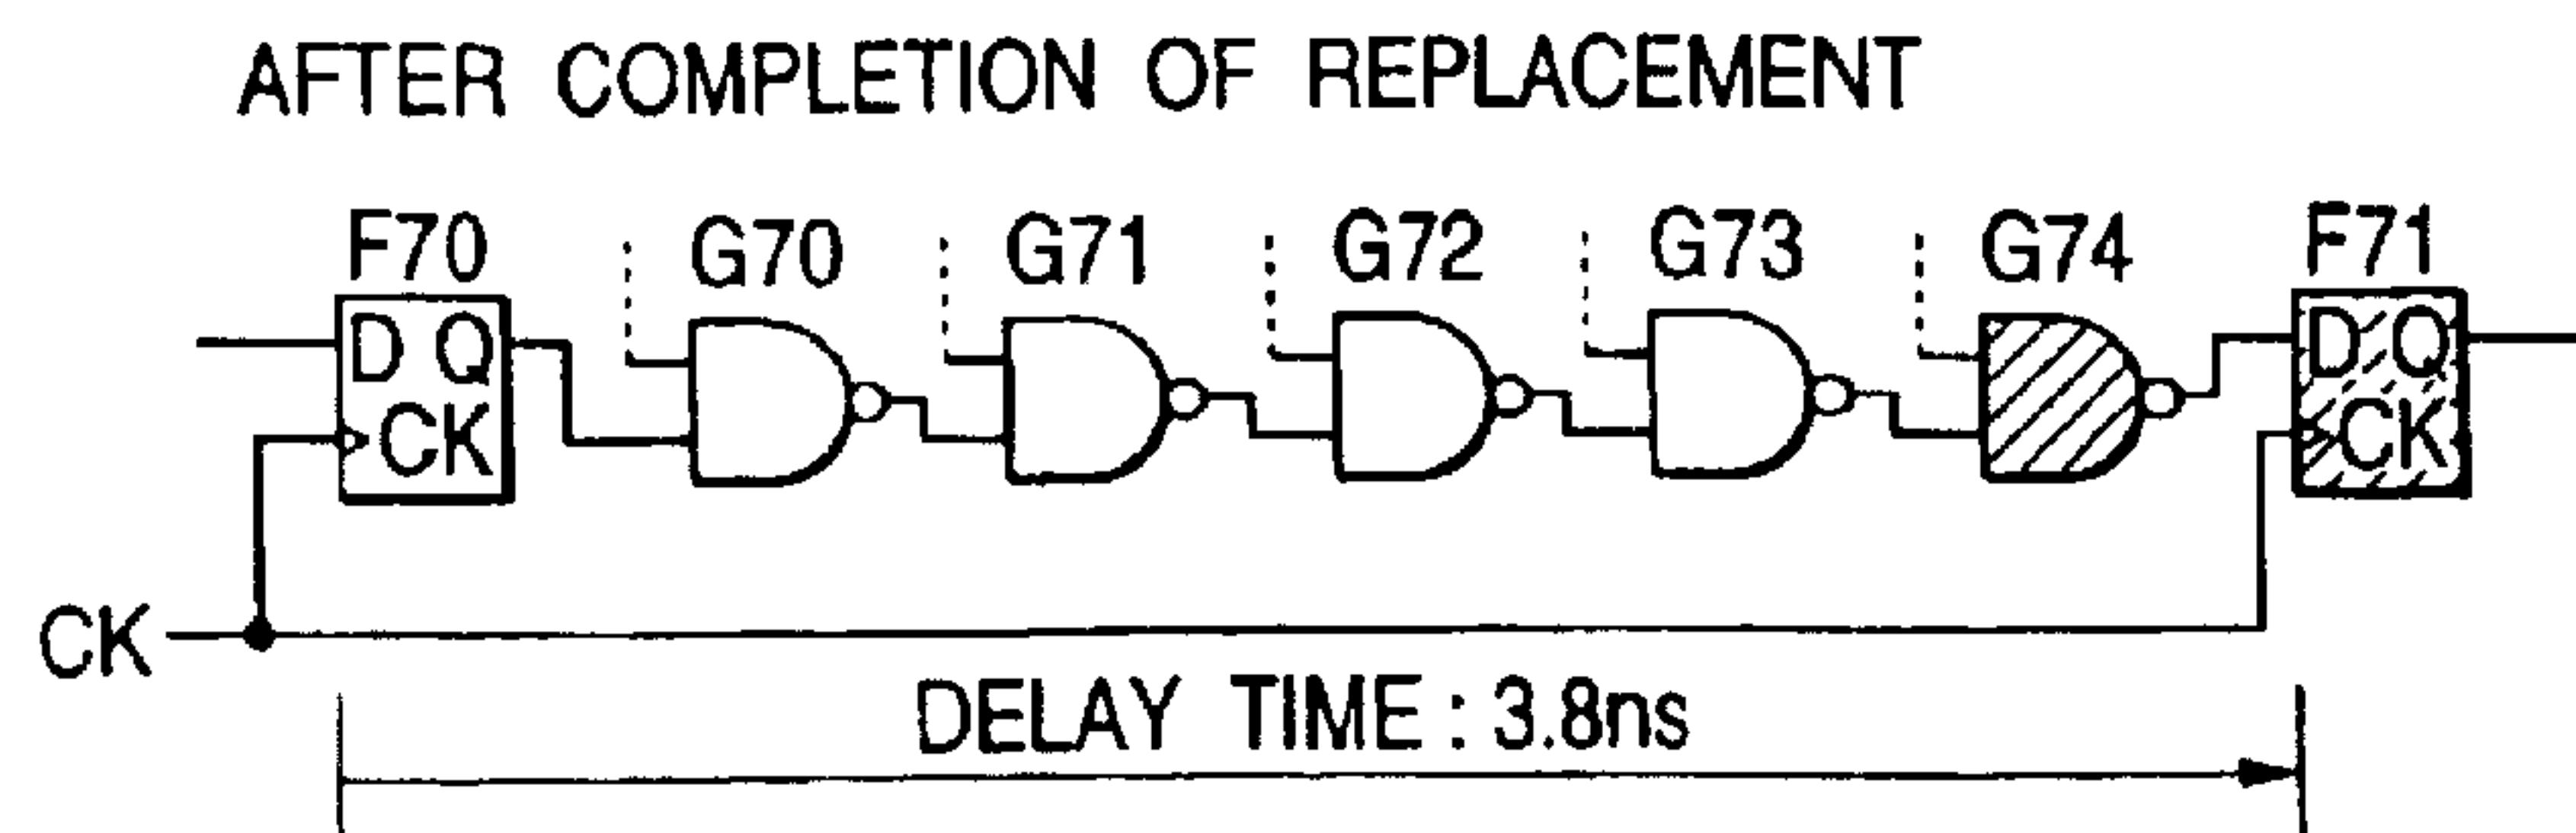 AFTER COMPLETION OF REPLACEMENT
F70 G70 G71 G72 G73 G74 F71
D Q D Q
CK CK
CK
DELAY TIME : 3.8ns